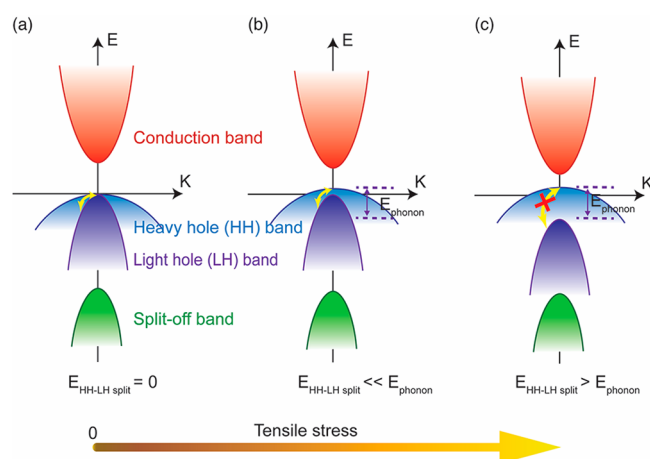 (a)
E
Conduction band
K
Heavy hole (HH) band
Light hole (LH) band
Split-off band
E_HH-LH split = 0
(b)
E
K
E_phonon
E_HH-LH split << E_phonon
(c)
E
K
E_phonon
E_HH-LH split > E_phonon
0
Tensile stress